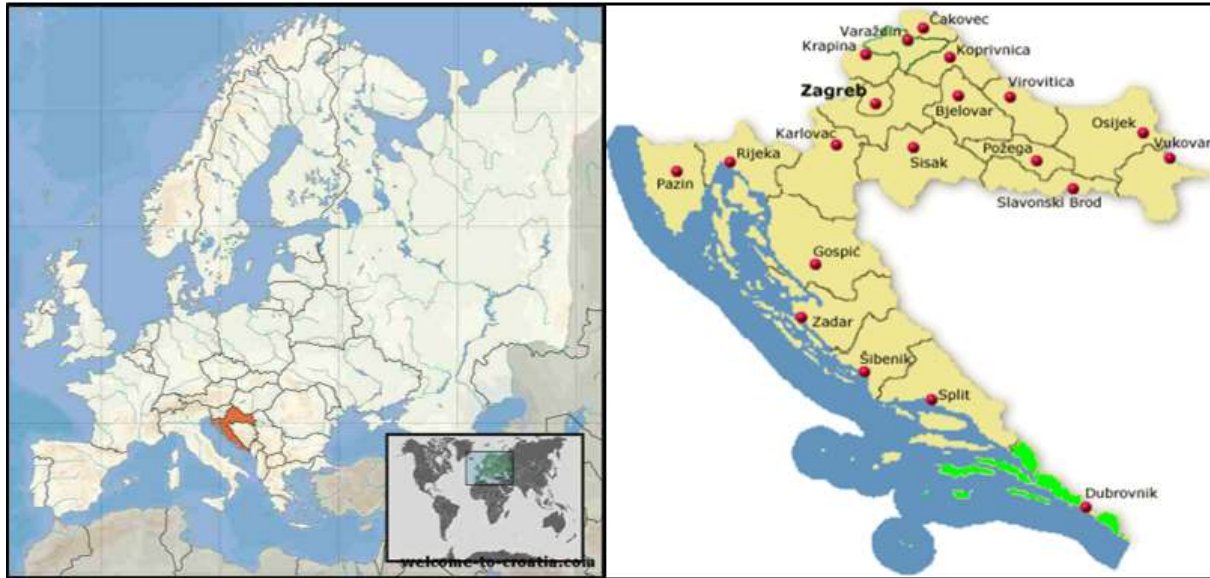 welcome-to-croatia.com
Čakovec
Varaždin
Krapina
Koprivnica
Virovitica
Zagreb
Bjelovar
Osijek
Karlovac
Vukovar
Rijeka
Sisak
Požega
Pazin
Slavonski Brod
Gospić
Zadar
Šibenik
Split
Dubrovnik